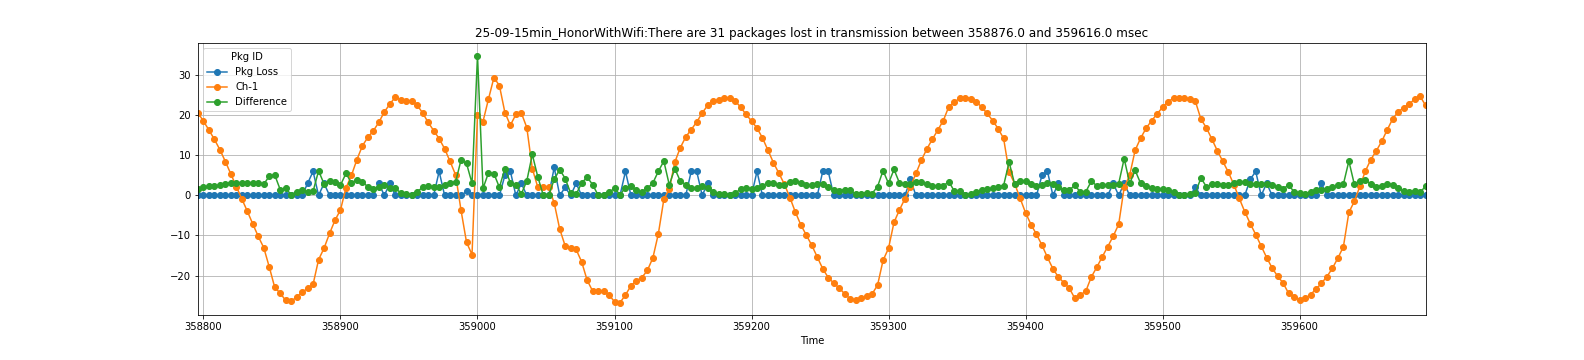 25-09-15min_HonorWithWifi:There are 31 packages lost in transmission between 358876.0 and 359616.0 msec
Pkg ID
Pkg Loss
Ch-1
Difference
30
20
10
0
−10
−20
358800 358900 359000 359100 359200 359300 359400 359500 359600
Time